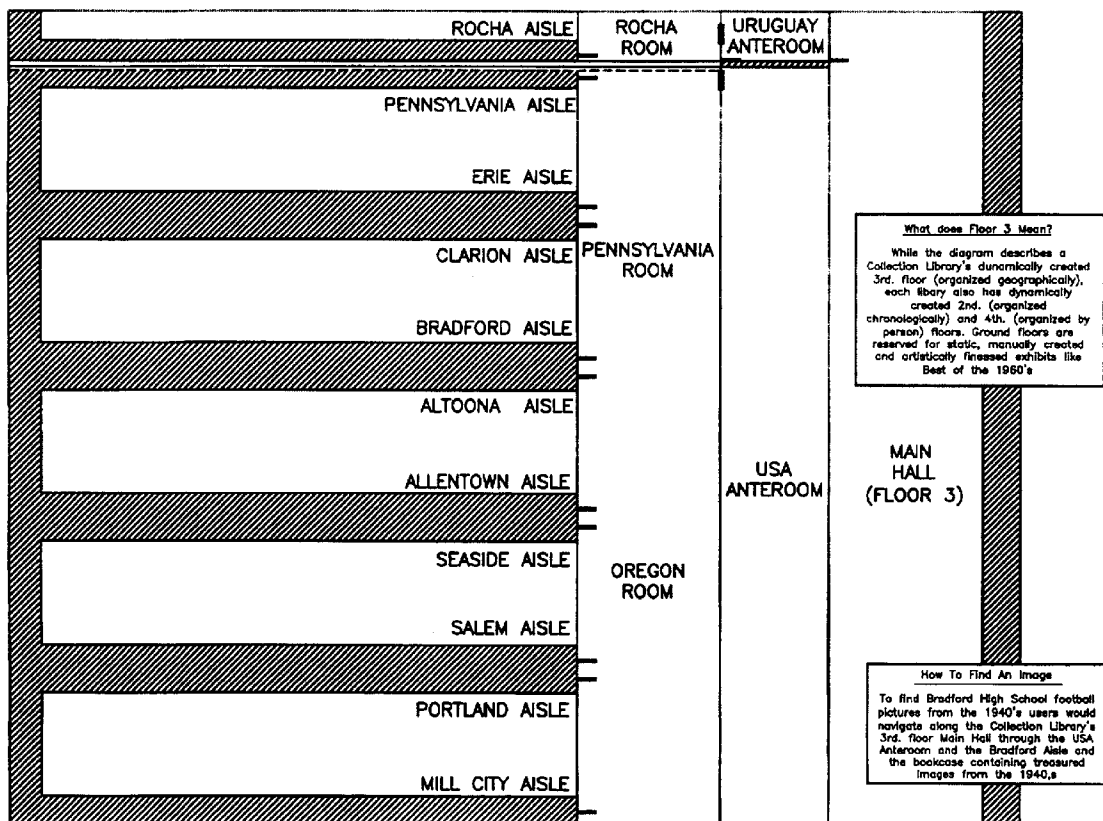 ROCHA AISLE
ROCHA
ROOM
URUGUAY
ANTEROOM
PENNSYLVANIA AISLE
ERIE AISLE
CLARION AISLE
PENNSYLVANIA
ROOM
BRADFORD AISLE
What does Floor 3 Mean?
While the diagram describes a
Collection Library's dunamically created
3rd. floor (organized geographically),
each libary also has dynamically
created 2nd. (organized
chronologically) and 4th. (organized by
person) floors. Ground floors are
reserved for static, manually created
and artistically finessed exhibits like
Best of the 1960's
ALTOONA AISLE
ALLENTOWN AISLE
USA
ANTEROOM
MAIN
HALL
(FLOOR 3)
SEASIDE AISLE
OREGON
ROOM
SALEM AISLE
PORTLAND AISLE
MILL CITY AISLE
How To Find An Image
To find Bradford High School football
pictures from the 1940's users would
navigate along the Collection Library's
3rd. floor Main Hall through the USA
Anteroom and the Bradford Aisle and
the bookcase containing treasured
images from the 1940,s